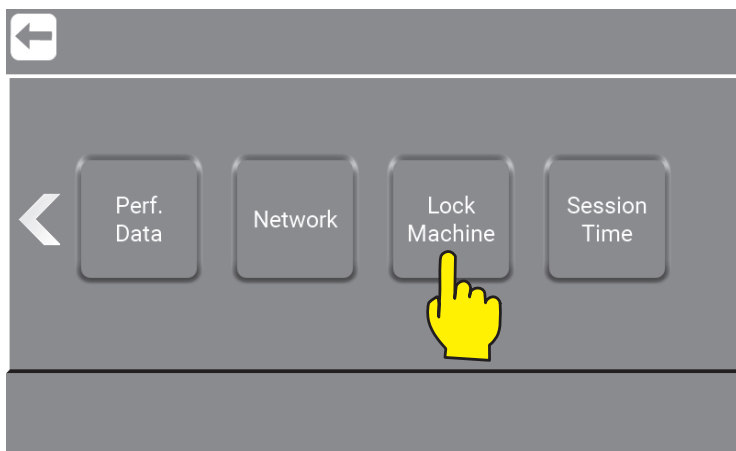 Perf.
Data
Network
Lock
Machine
Session
Time